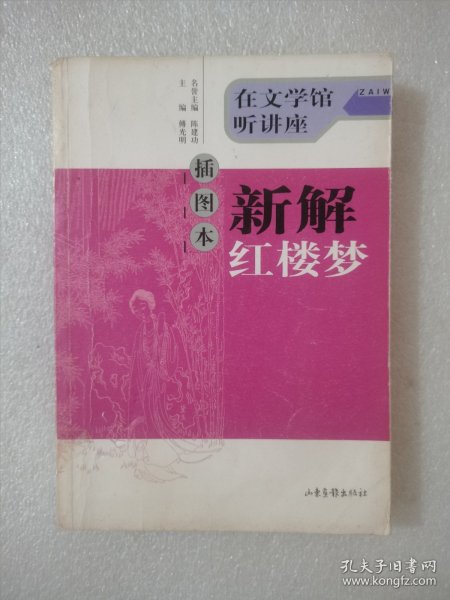 名誉主编 陈建功
主 编 傅光明
在文学馆
听讲座
ZAIW
插图本
新解
红楼梦
山东画报出版社
孔夫子旧书网
www.kongfz.com